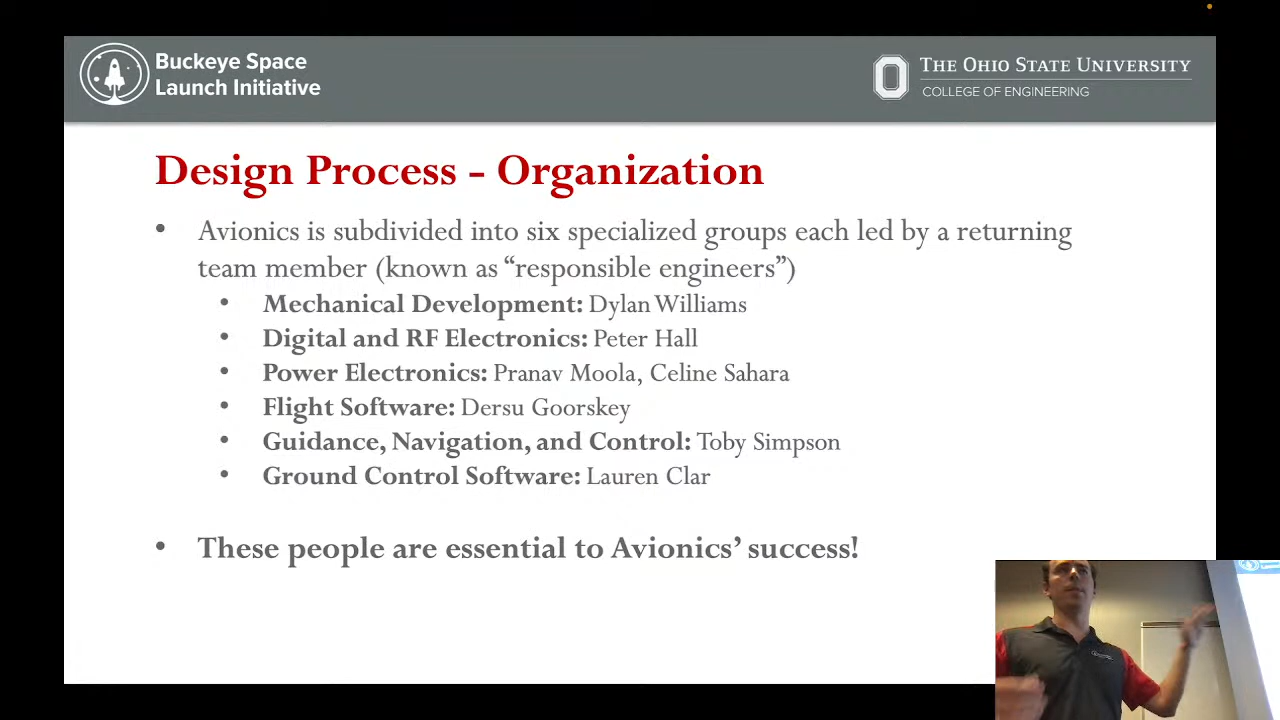 Buckeye Space
Launch Initiative
THE OHIO STATE UNIVERSITY
COLLEGE OF ENGINEERING
Design Process - Organization
• Avionics is subdivided into six specialized groups each led by a returning
team member (known as “responsible engineers”)
• Mechanical Development: Dylan Williams
• Digital and RF Electronics: Peter Hall
• Power Electronics: Pranav Moola, Celine Sahara
• Flight Software: Dersu Goorskey
• Guidance, Navigation, and Control: Toby Simpson
• Ground Control Software: Lauren Clar
• These people are essential to Avionics’ success!